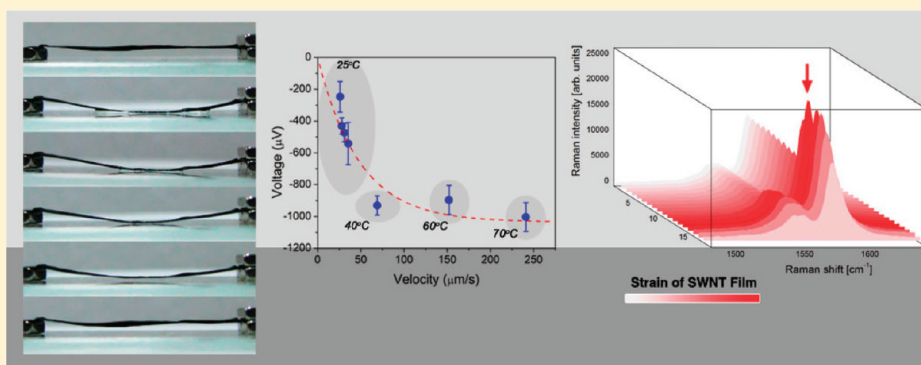 25°C
40°C
60°C
70°C
Voltage (μV)
0
-200
-400
-600
-800
-1000
-1200
0
50
100
150
200
250
Velocity (μm/s)
Raman intensity [arb. units]
25000
20000
15000
10000
5000
0
5
10
15
1500
1550
1600
Raman shift [cm⁻¹]
Strain of SWNT Film